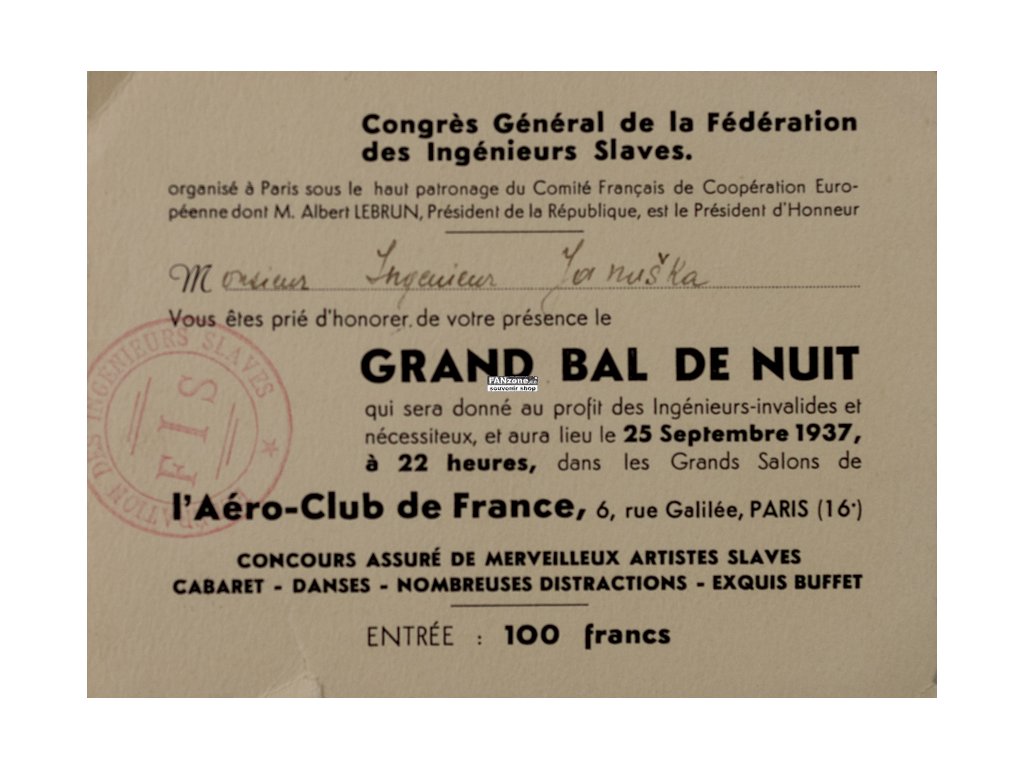 Congrès Général de la Fédération
des Ingénieurs Slaves.
organisé à Paris sous le haut patronage du Comité Français de Coopération Euro-
péenne dont M. Albert LEBRUN, Président de la République, est le Président d'Honneur
Monsieur Ingenieur Januška
Vous êtes prié d'honorer de votre présence le
GRAND BAL DE NUIT
FANzone.cz
souvenir shop
qui sera donné au profit des Ingénieurs-invalides et
nécessiteux, et aura lieu le 25 Septembre 1937,
à 22 heures, dans les Grands Salons de
l'Aéro-Club de France, 6, rue Galilée, PARIS (16e)
FÉDÉRATION DES INGÉNIEURS SLAVES
FIS
CONCOURS ASSURÉ DE MERVEILLEUX ARTISTES SLAVES
CABARET - DANSES - NOMBREUSES DISTRACTIONS - EXQUIS BUFFET
ENTRÉE : 100 francs